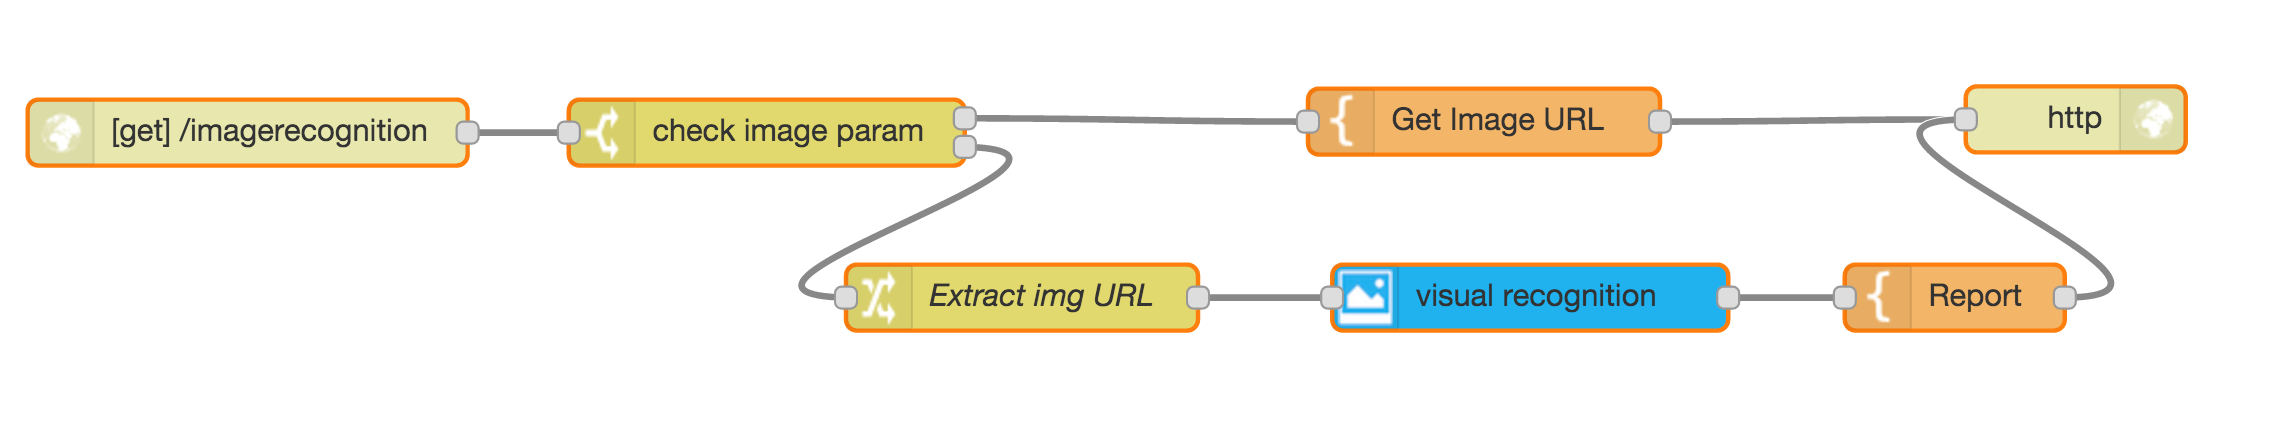 [get] /imagerecognition
check image param
Get Image URL
http
Extract img URL
visual recognition
Report